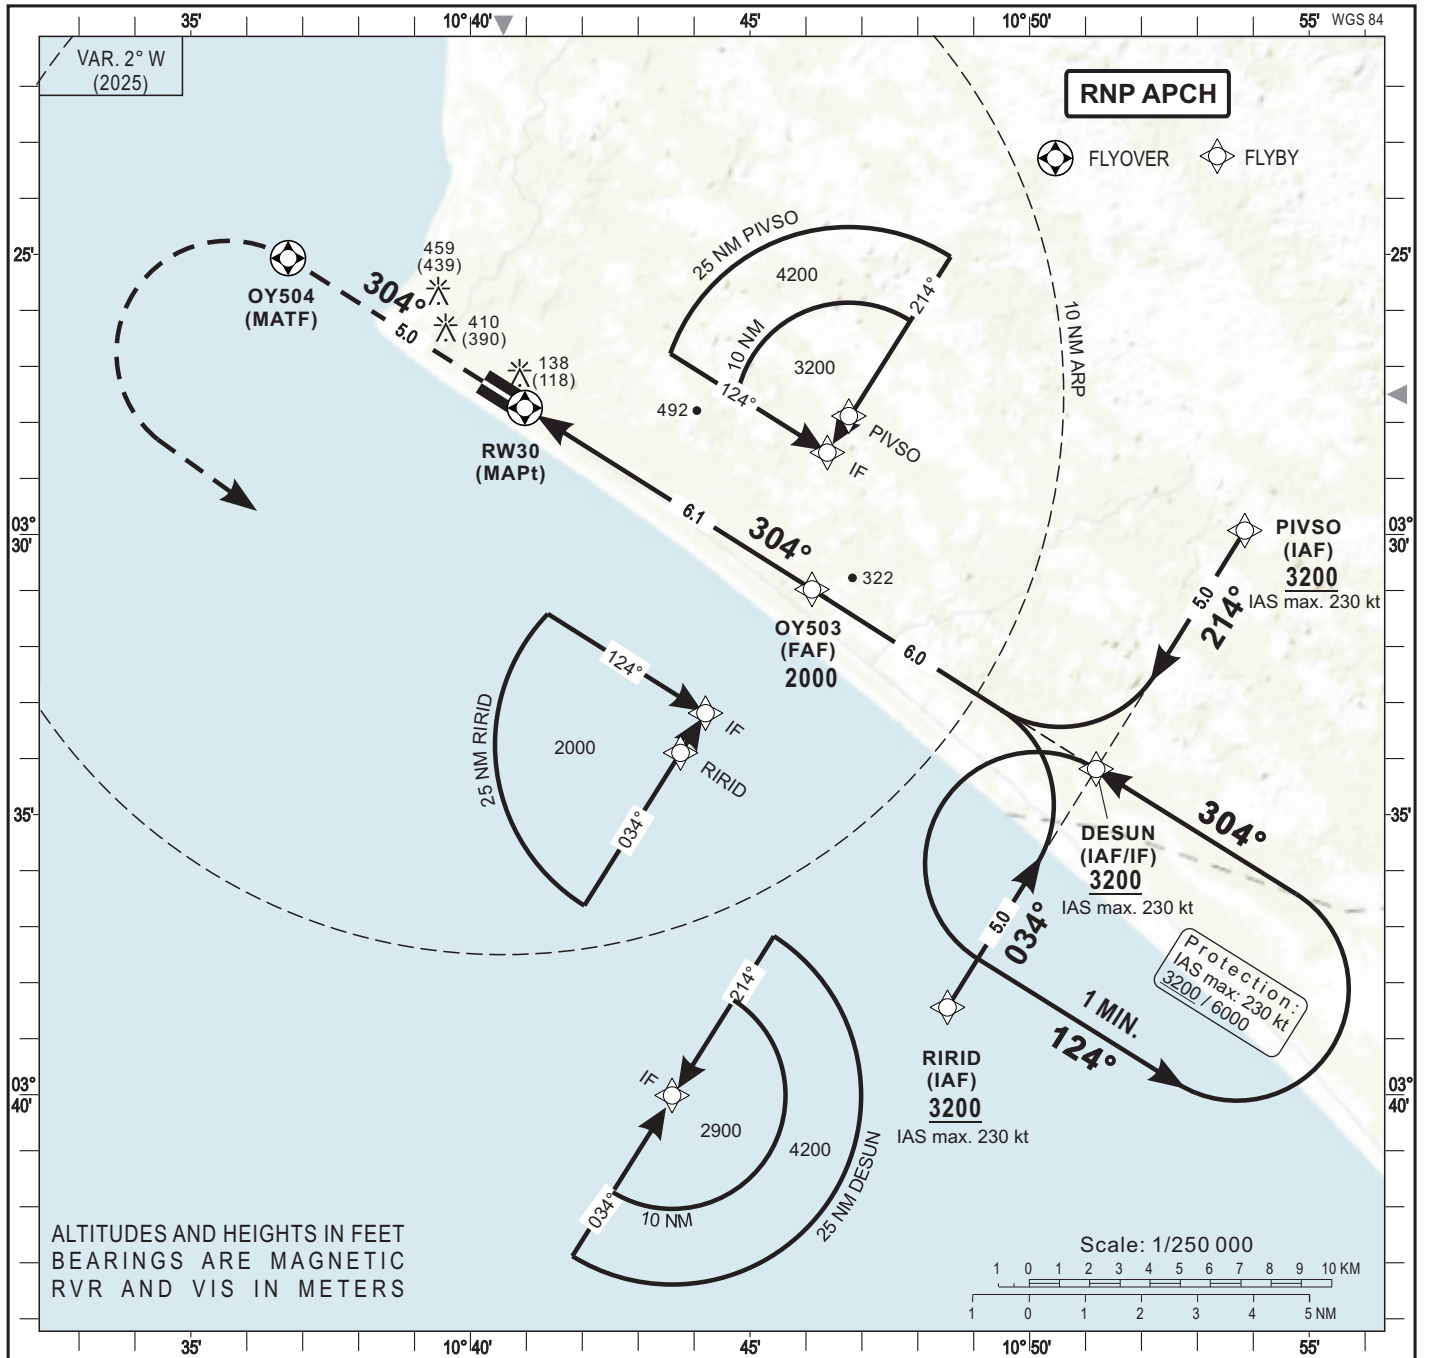 35'
10° 40'
45'
10° 50'
55'
WGS 84
VAR. 2° W
(2025)
RNP APCH
FLYOVER
FLYBY
25'
25'
459
(439)
304°
5.0
410
(390)
138
(118)
OY504
(MATF)
25 NM PIVSO
4200
214°
10 NM
3200
124°
PIVSO
IF
492
10 NM ARP
RW30
(MAPt)
6.1
304°
322
03°
30'
03°
30'
PIVSO
(IAF)
3200
IAS max. 230 kt
5.0
214°
OY503
(FAF)
2000
6.0
124°
25 NM RIRID
2000
IF
RIRID
034°
35'
35'
DESUN
(IAF/IF)
3200
IAS max. 230 kt
304°
5.0
034°
Protection:
IAS max: 230 kt
3200 / 6000
1 MIN.
124°
RIRID
(IAF)
3200
IAS max. 230 kt
214°
IF
2900
4200
034°
10 NM
25 NM DESUN
03°
40'
03°
40'
ALTITUDES AND HEIGHTS IN FEET
BEARINGS ARE MAGNETIC
RVR AND VIS IN METERS
Scale: 1/250 000
1 0 1 2 3 4 5 6 7 8 9 10 KM
1 0 1 2 3 4 5 NM
35'
10° 40'
45'
10° 50'
55'